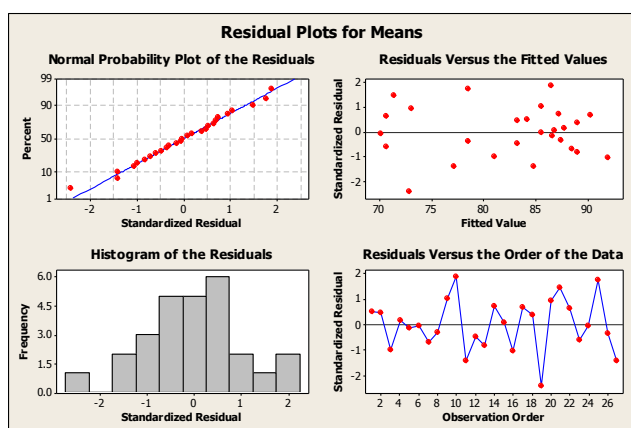 Residual Plots for Means
Normal Probability Plot of the Residuals
99
90
50
10
1
Percent
-2 -1 0 1 2
Standardized Residual
Residuals Versus the Fitted Values
2
1
0
-1
-2
Standardized Residual
70 75 80 85 90
Fitted Value
Histogram of the Residuals
6.0
4.5
3.0
1.5
0.0
Frequency
-2 -1 0 1 2
Standardized Residual
Residuals Versus the Order of the Data
2
1
0
-1
-2
Standardized Residual
2 4 6 8 10 12 14 16 18 20 22 24 26
Observation Order